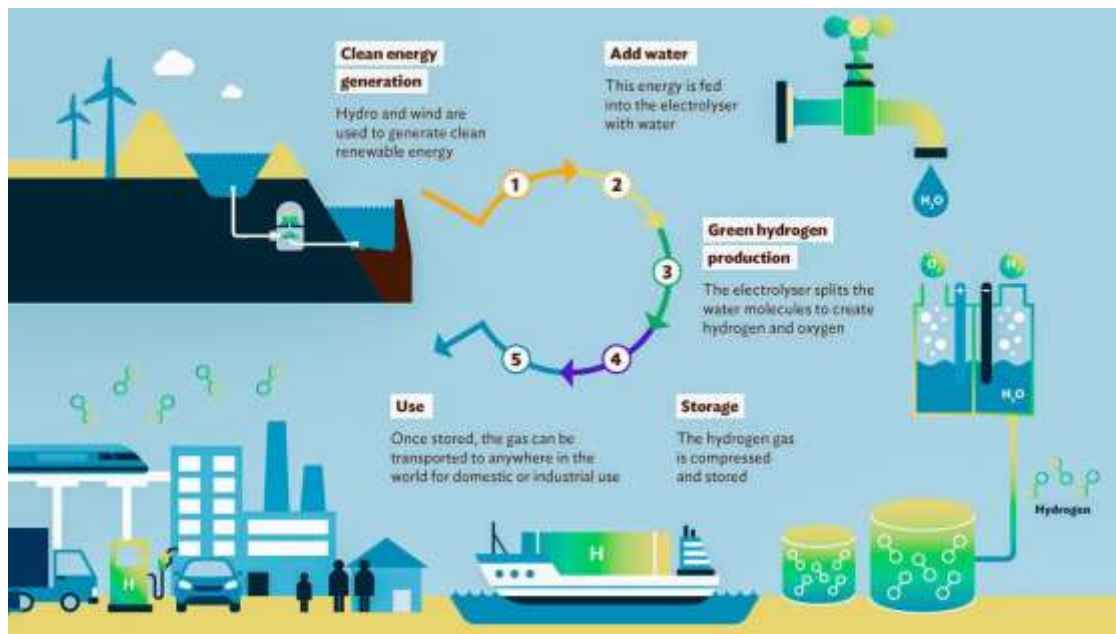 Clean energy
generation
Hydro and wind are
used to generate clean
renewable energy
1
Add water
This energy is fed
into the electrolyser
with water
2
H₂O
Green hydrogen
production
The electrolyser splits the
water molecules to create
hydrogen and oxygen
3
O₂
H₂
+
-
H₂O
Storage
The hydrogen gas
is compressed
and stored
4
Hydrogen
Use
Once stored, the gas can be
transported to anywhere in the
world for domestic or industrial use
5
H
H